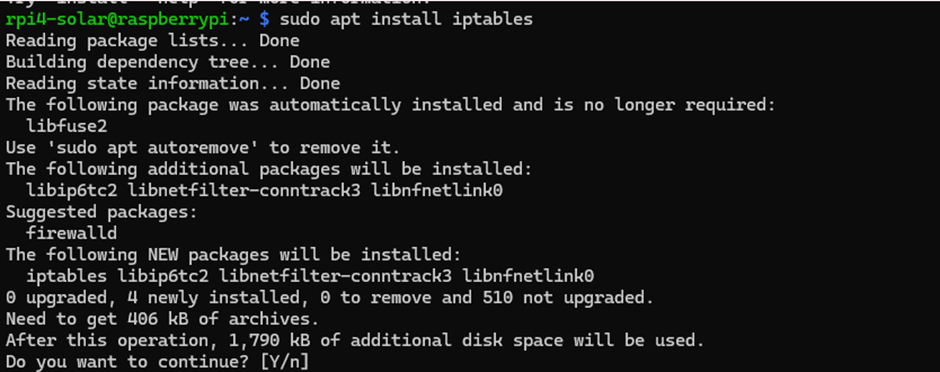 rpi4-solar@raspberrypi:~ $ sudo apt install iptables
Reading package lists... Done
Building dependency tree... Done
Reading state information... Done
The following package was automatically installed and is no longer required:
  libfuse2
Use 'sudo apt autoremove' to remove it.
The following additional packages will be installed:
  libip6tc2 libnetfilter-conntrack3 libnfnetlink0
Suggested packages:
  firewalld
The following NEW packages will be installed:
  iptables libip6tc2 libnetfilter-conntrack3 libnfnetlink0
0 upgraded, 4 newly installed, 0 to remove and 510 not upgraded.
Need to get 406 kB of archives.
After this operation, 1,790 kB of additional disk space will be used.
Do you want to continue? [Y/n]